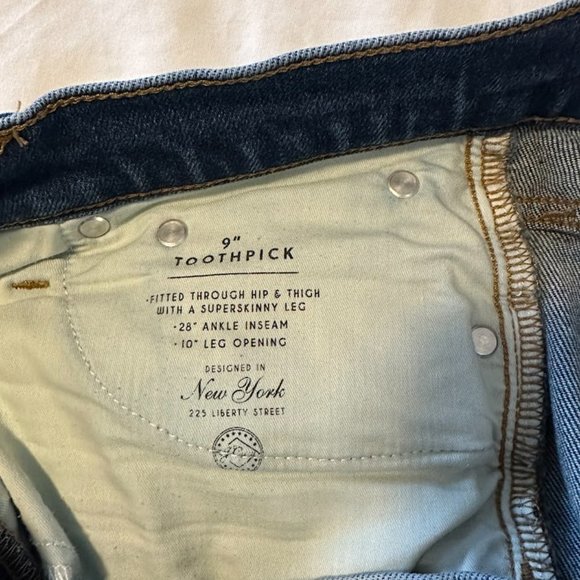 9"
TOOTHPICK
•FITTED THROUGH HIP & THIGH
WITH A SUPERSKINNY LEG
•28" ANKLE INSEAM
•10" LEG OPENING
DESIGNED IN
New York
225 LIBERTY STREET